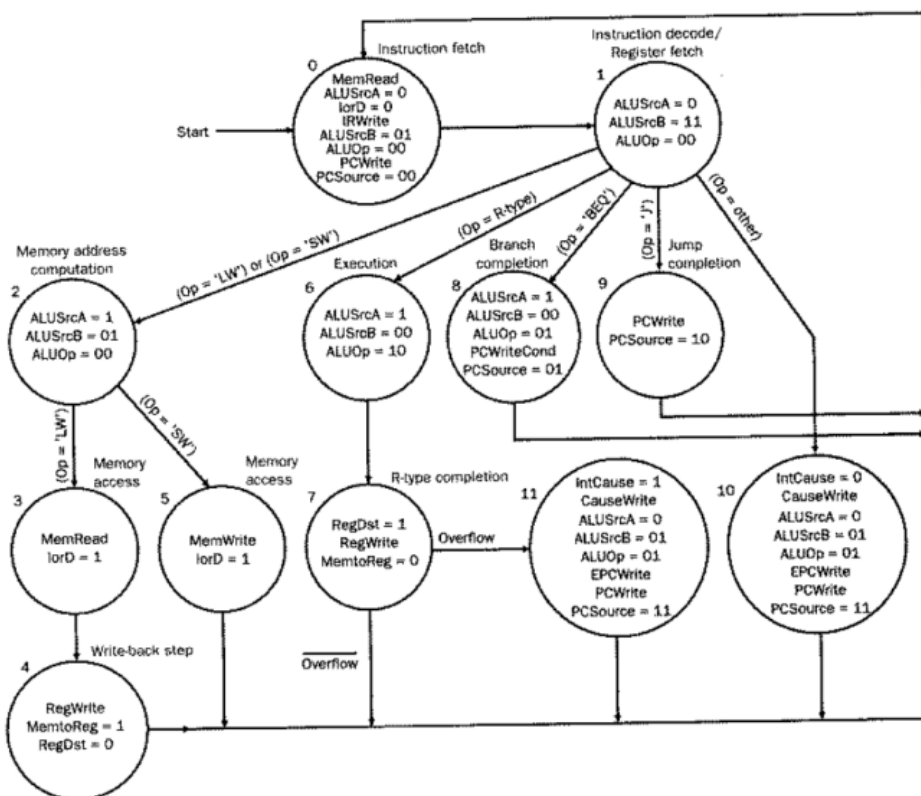 Instruction fetch
0
MemRead
ALUSrcA = 0
IorD = 0
IRWrite
ALUSrcB = 01
ALUOp = 00
PCWrite
PCSource = 00
Start
Instruction decode/
Register fetch
1
ALUSrcA = 0
ALUSrcB = 11
ALUOp = 00
(Op = 'LW') or (Op = 'SW')
(Op = R-type)
(Op = 'BEQ')
(Op = 'J')
(Op = other)
Memory address
computation
2
ALUSrcA = 1
ALUSrcB = 01
ALUOp = 00
Execution
6
ALUSrcA = 1
ALUSrcB = 00
ALUOp = 10
Branch
completion
8
ALUSrcA = 1
ALUSrcB = 00
ALUOp = 01
PCWriteCond
PCSource = 01
Jump
completion
9
PCWrite
PCSource = 10
(Op = 'LW')
(Op = 'SW')
Memory
access
3
MemRead
IorD = 1
Memory
access
5
MemWrite
IorD = 1
R-type completion
7
RegDst = 1
RegWrite
MemtoReg = 0
Overflow
Overflow
11
IntCause = 1
CauseWrite
ALUSrcA = 0
ALUSrcB = 01
ALUOp = 01
EPCWrite
PCWrite
PCSource = 11
10
IntCause = 0
CauseWrite
ALUSrcA = 0
ALUSrcB = 01
ALUOp = 01
EPCWrite
PCWrite
PCSource = 11
Write-back step
4
RegWrite
MemtoReg = 1
RegDst = 0